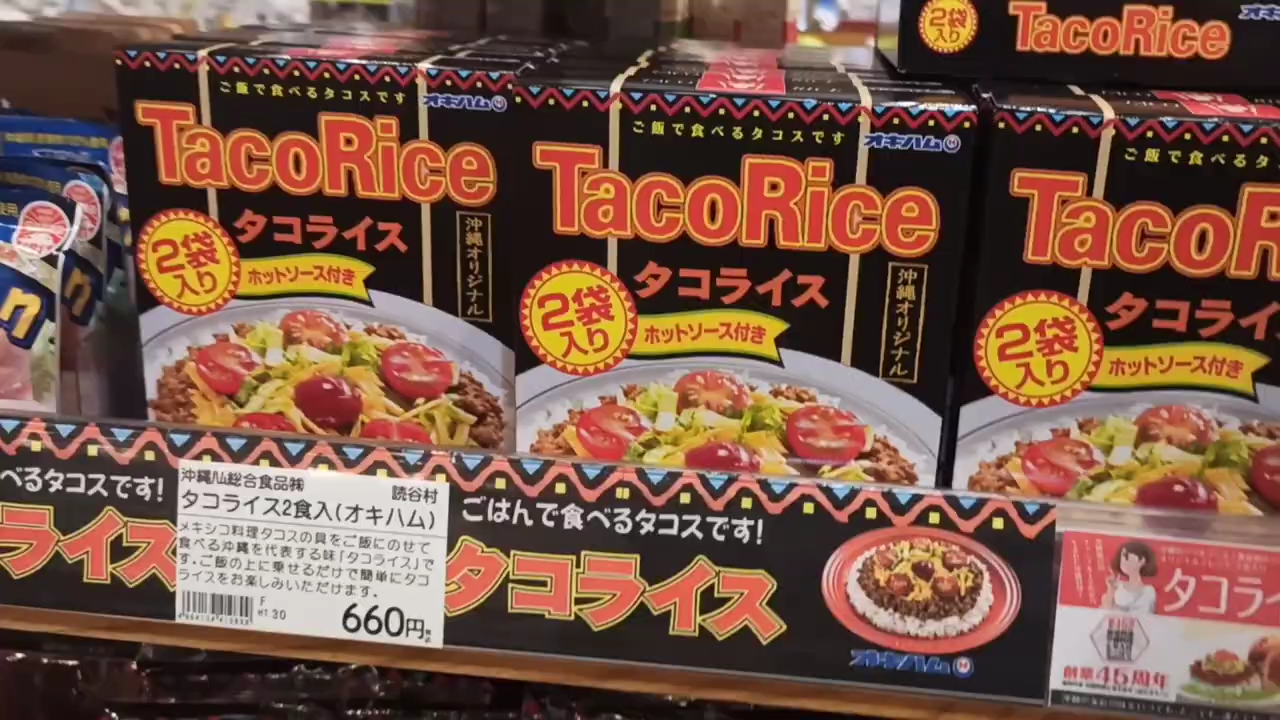 2袋
入り
TacoRice
オキハム
ご飯で食べるタコスです
オキハム
TacoRice
タコライス
沖縄オリジナル
2袋
入り
ホットソース付き
ご飯で食べるタコスです
オキハム
TacoRice
タコライス
沖縄オリジナル
2袋
入り
ホットソース付き
ご飯で食べるタ
TacoR
タコライ
2袋
入り
ホットソース付き
べるタコスです!
ライス
沖縄ハム総合食品㈱
読谷村
タコライス2食入(オキハム)
メキシコ料理タコスの具をご飯にのせて
食べる沖縄を代表する味「タコライス」で
す。ご飯の上に乗せるだけで簡単にタコ
ライスをお楽しみいただけます。
F
H130
660円
ごはんで食べるタコスです!
タコライス
オキハム
タコライ
創業45周年